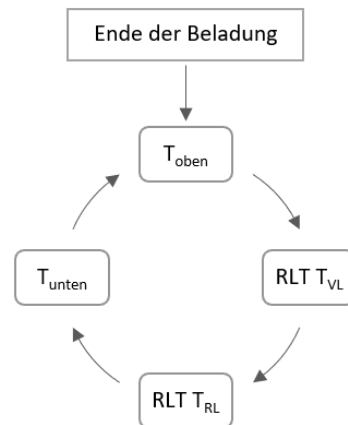 Ende der Beladung
T_oben
RLT T_VL
RLT T_RL
T_unten